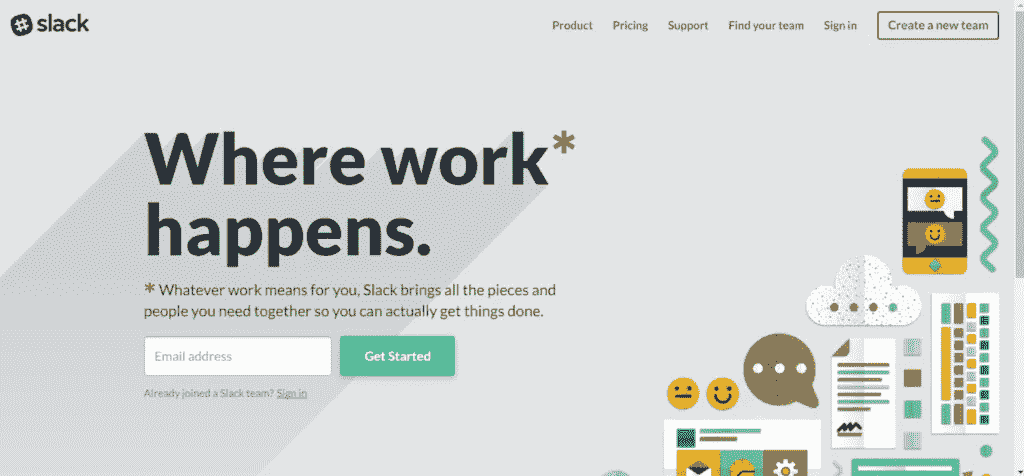 slack
Product Pricing Support Find your team Sign in Create a new team
Where work*
happens.
* Whatever work means for you, Slack brings all the pieces and
people you need together so you can actually get things done.
Email address Get Started
Already joined a Slack team? Sign in